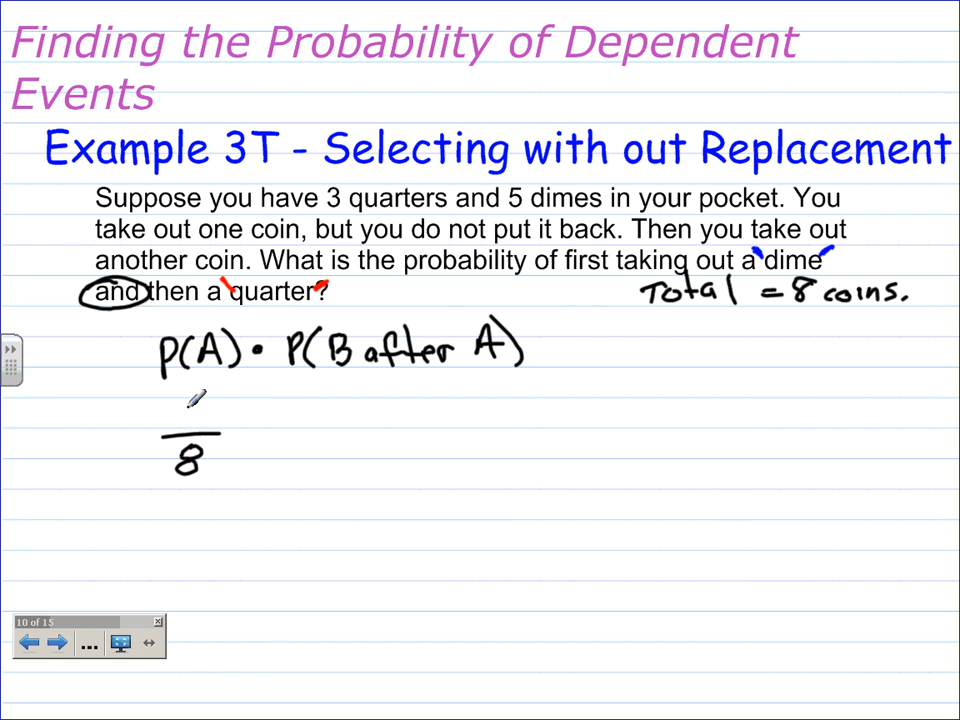 Finding the Probability of Dependent
Events
Example 3T - Selecting with out Replacement
Suppose you have 3 quarters and 5 dimes in your pocket. You
take out one coin, but you do not put it back. Then you take out
another coin. What is the probability of first taking out a dime
and then a quarter?
Total = 8 coins.
P(A) • P(B after A)
8
10 of 15
...